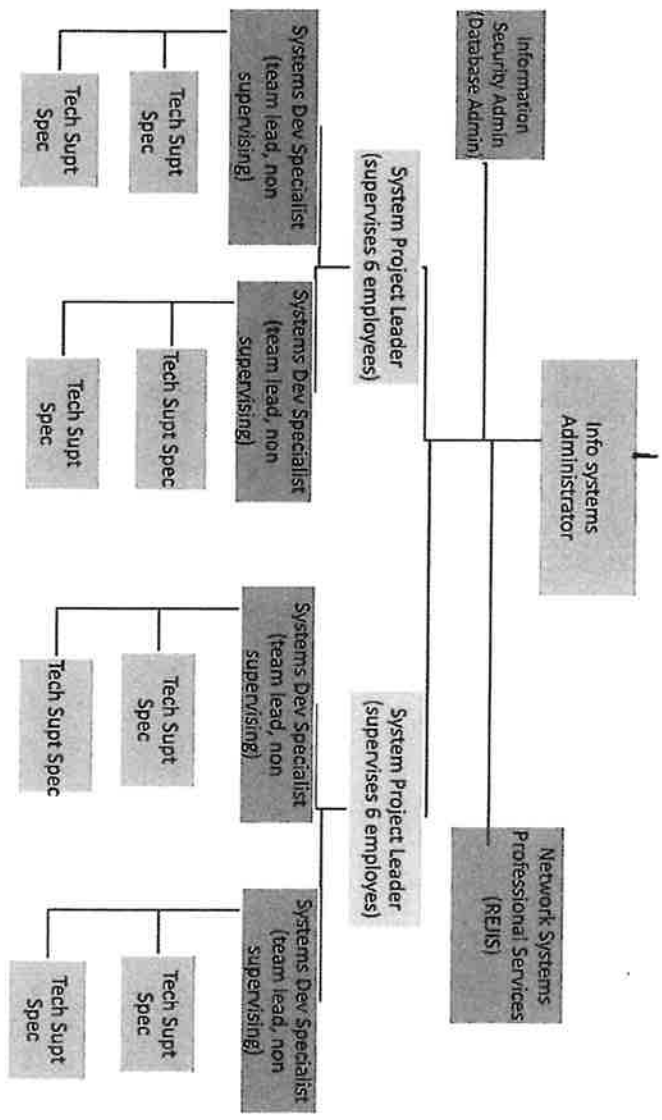 Info systems
Administrator
Information
Security Admin
(Database Admin)
Network Systems
Professional Services
(REJIS)
System Project Leader
(supervises 6 employees)
System Project Leader
(supervises 6 employes)
Systems Dev Specialist
(team lead, non
supervising)
Systems Dev Specialist
(team lead, non
supervising)
Systems Dev Specialist
(team lead, non
supervising)
Systems Dev Specialist
(team lead, non
supervising)
Tech Supt
Spec
Tech Supt Spec
Tech Supt
Spec
Tech Supt
Spec
Tech Supt
Spec
Tech Supt
Spec
Tech Supt Spec
Tech Supt
Spec